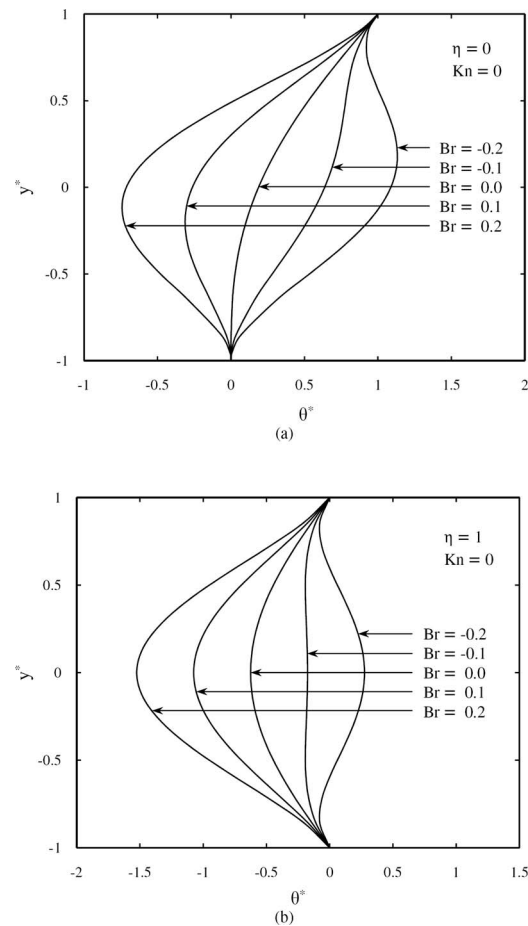 1
0.5
0
-0.5
-1
y*
η = 0
Kn = 0
Br = -0.2
Br = -0.1
Br = 0.0
Br = 0.1
Br = 0.2
-1 -0.5 0 0.5 1 1.5 2
θ*
(a)
1
0.5
0
-0.5
-1
y*
η = 1
Kn = 0
Br = -0.2
Br = -0.1
Br = 0.0
Br = 0.1
Br = 0.2
-2 -1.5 -1 -0.5 0 0.5 1 1.5
θ*
(b)